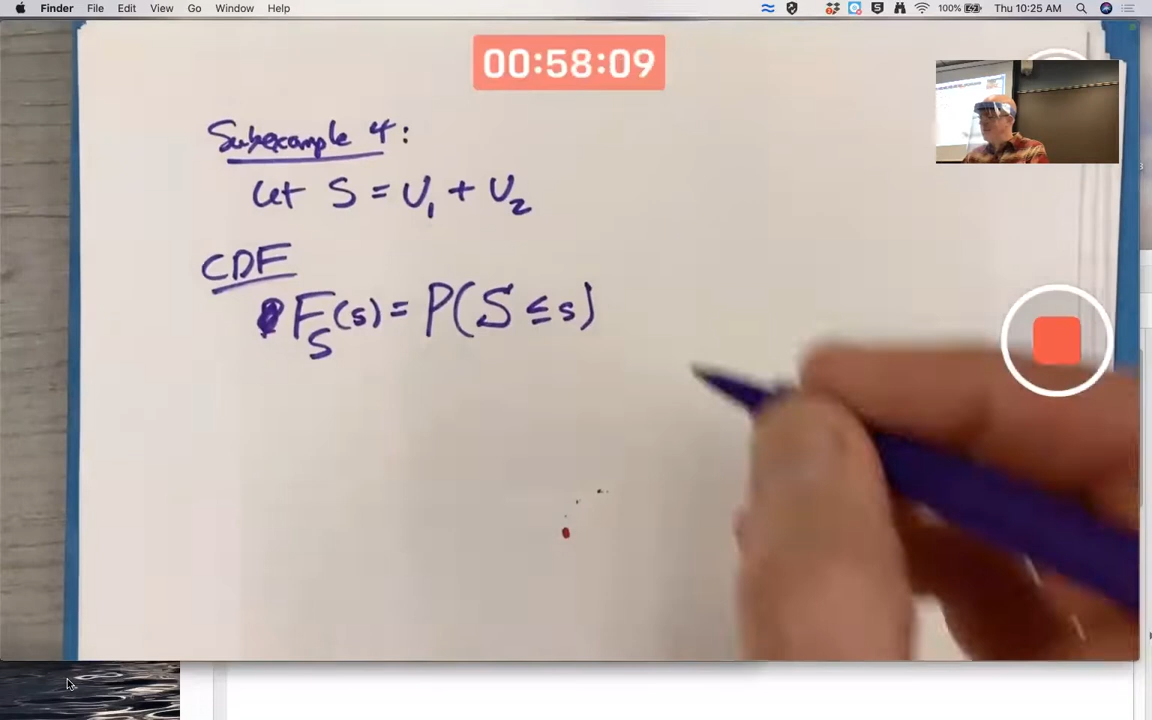 Finder File Edit View Go Window Help 100% Thu 10:25 AM
00:58:09
Subexample 4:
Let S = U₁ + U₂
CDF
F_S(s) = P(S ≤ s)